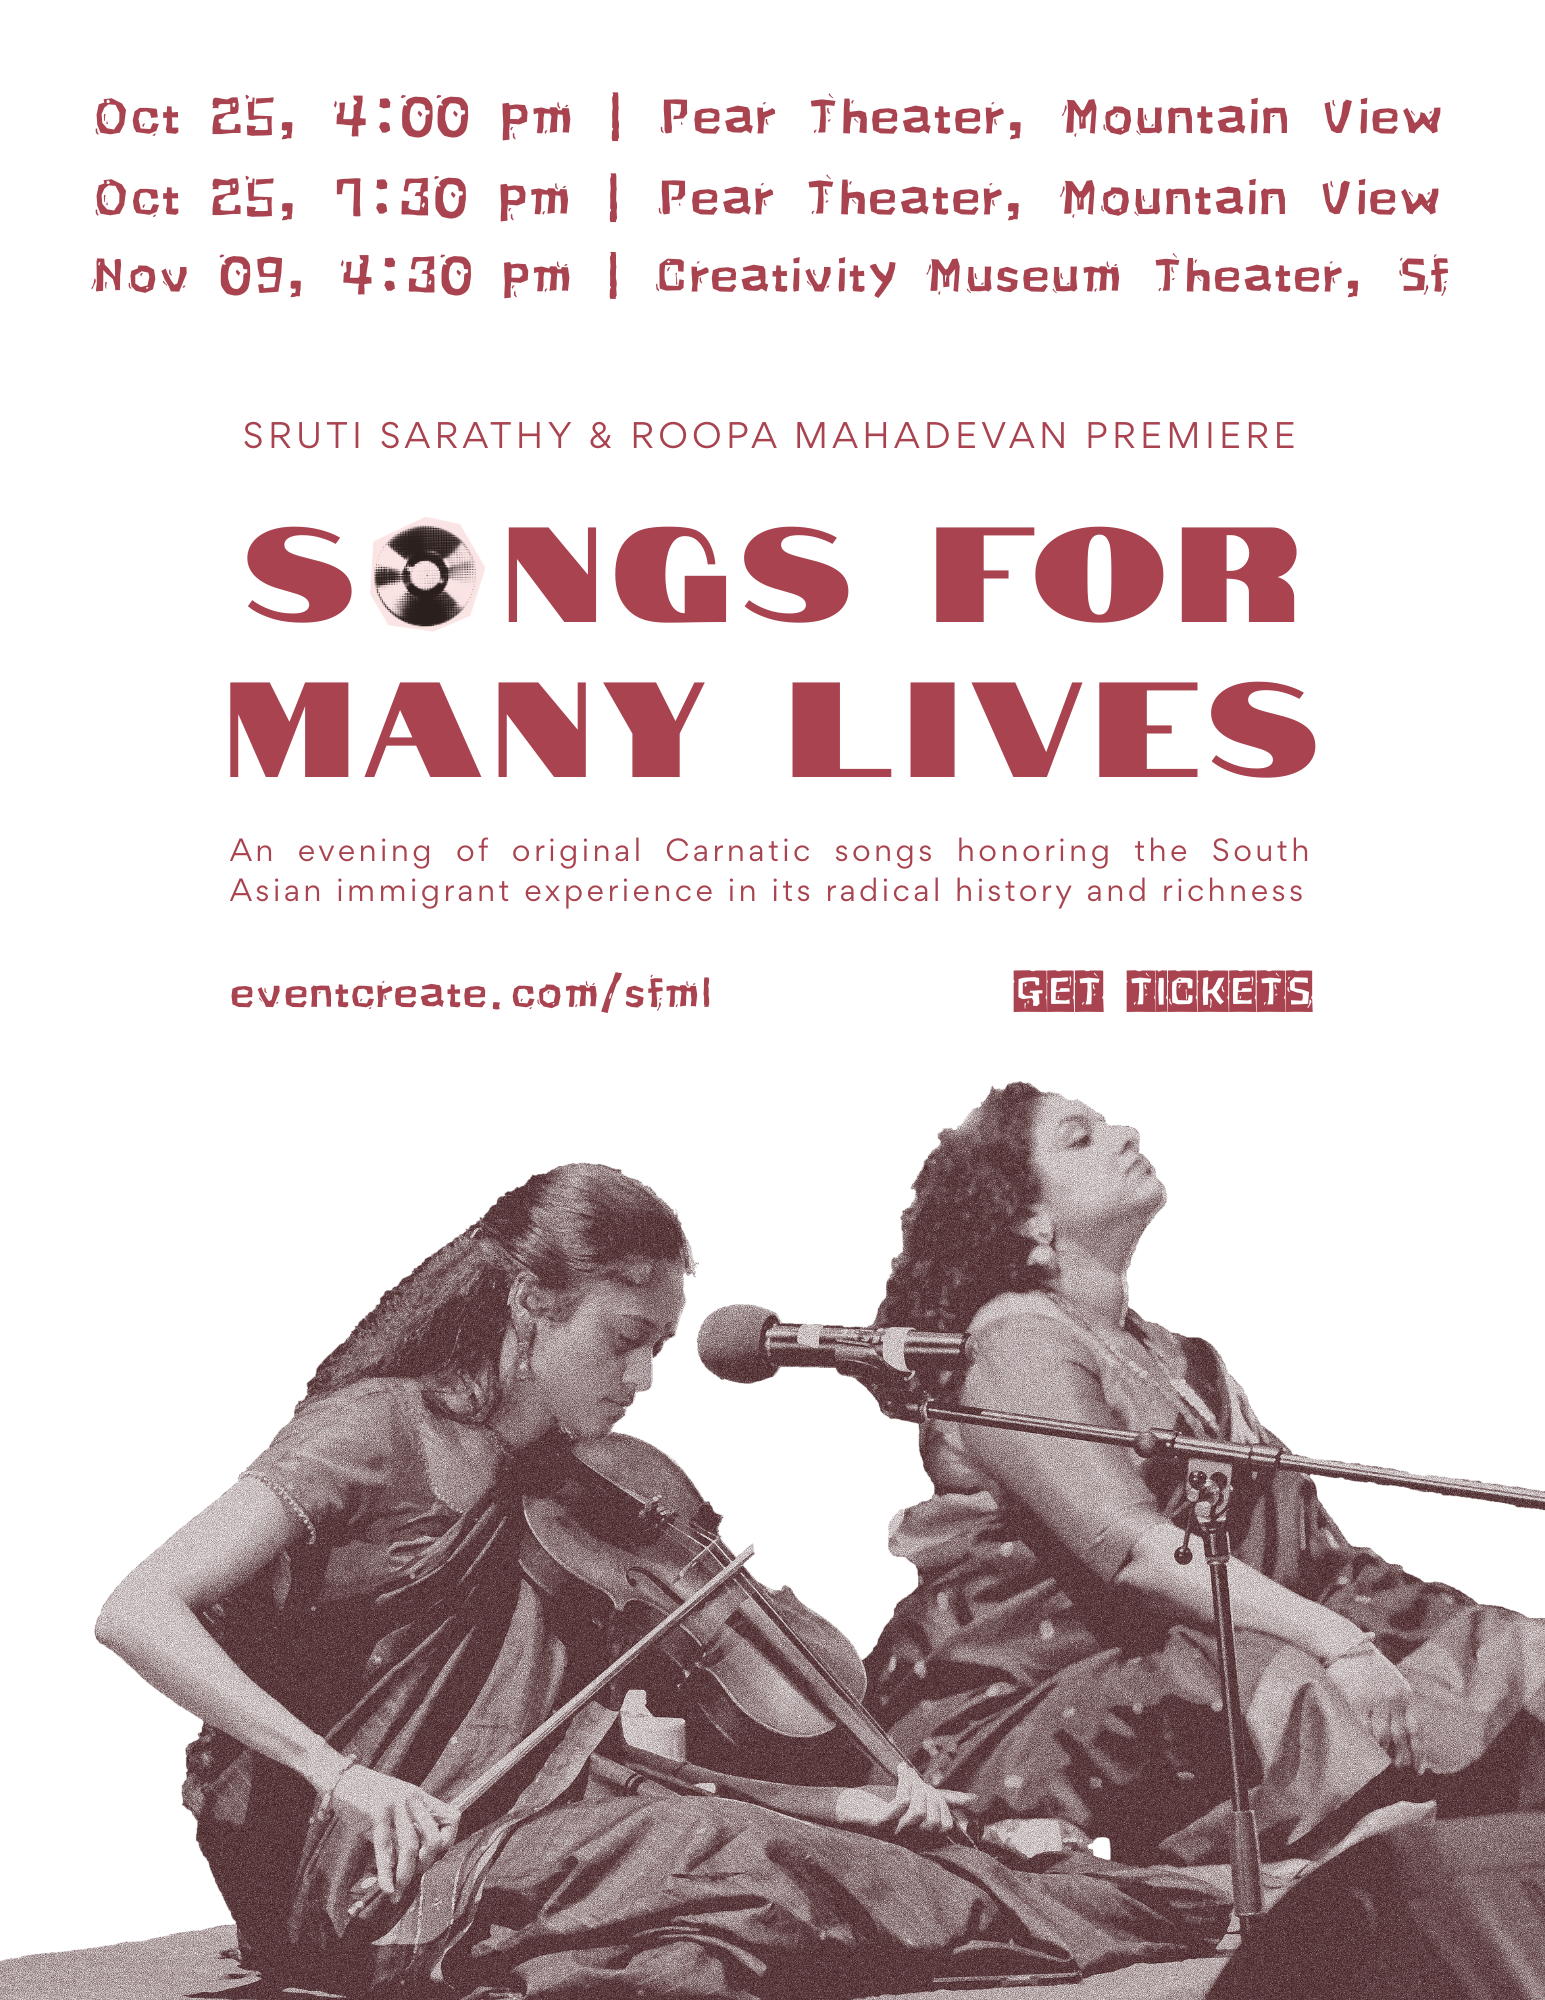 Oct 25, 4:00 pm | Pear Theater, Mountain View
Oct 25, 7:30 pm | Pear Theater, Mountain View
Nov 09, 4:30 pm | Creativity Museum Theater, Sf
SRUTI SARATHY & ROOPA MAHADEVAN PREMIERE
SONGS FOR
MANY LIVES
An evening of original Carnatic songs honoring the South
Asian immigrant experience in its radical history and richness
eventcreate.com/sfml GET TICKETS